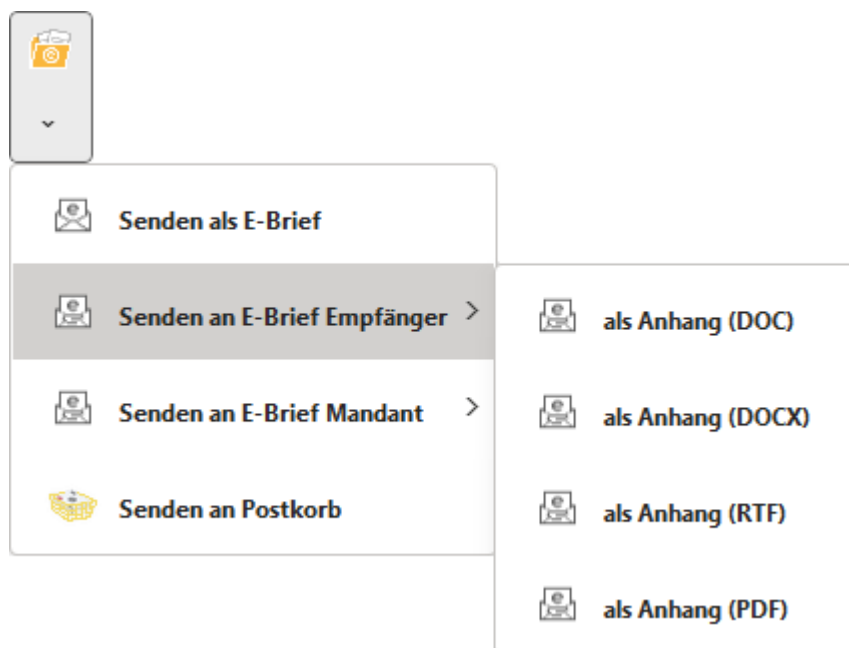 Senden als E-Brief
Senden an E-Brief Empfänger
Senden an E-Brief Mandant
Senden an Postkorb
als Anhang (DOC)
als Anhang (DOCX)
als Anhang (RTF)
als Anhang (PDF)